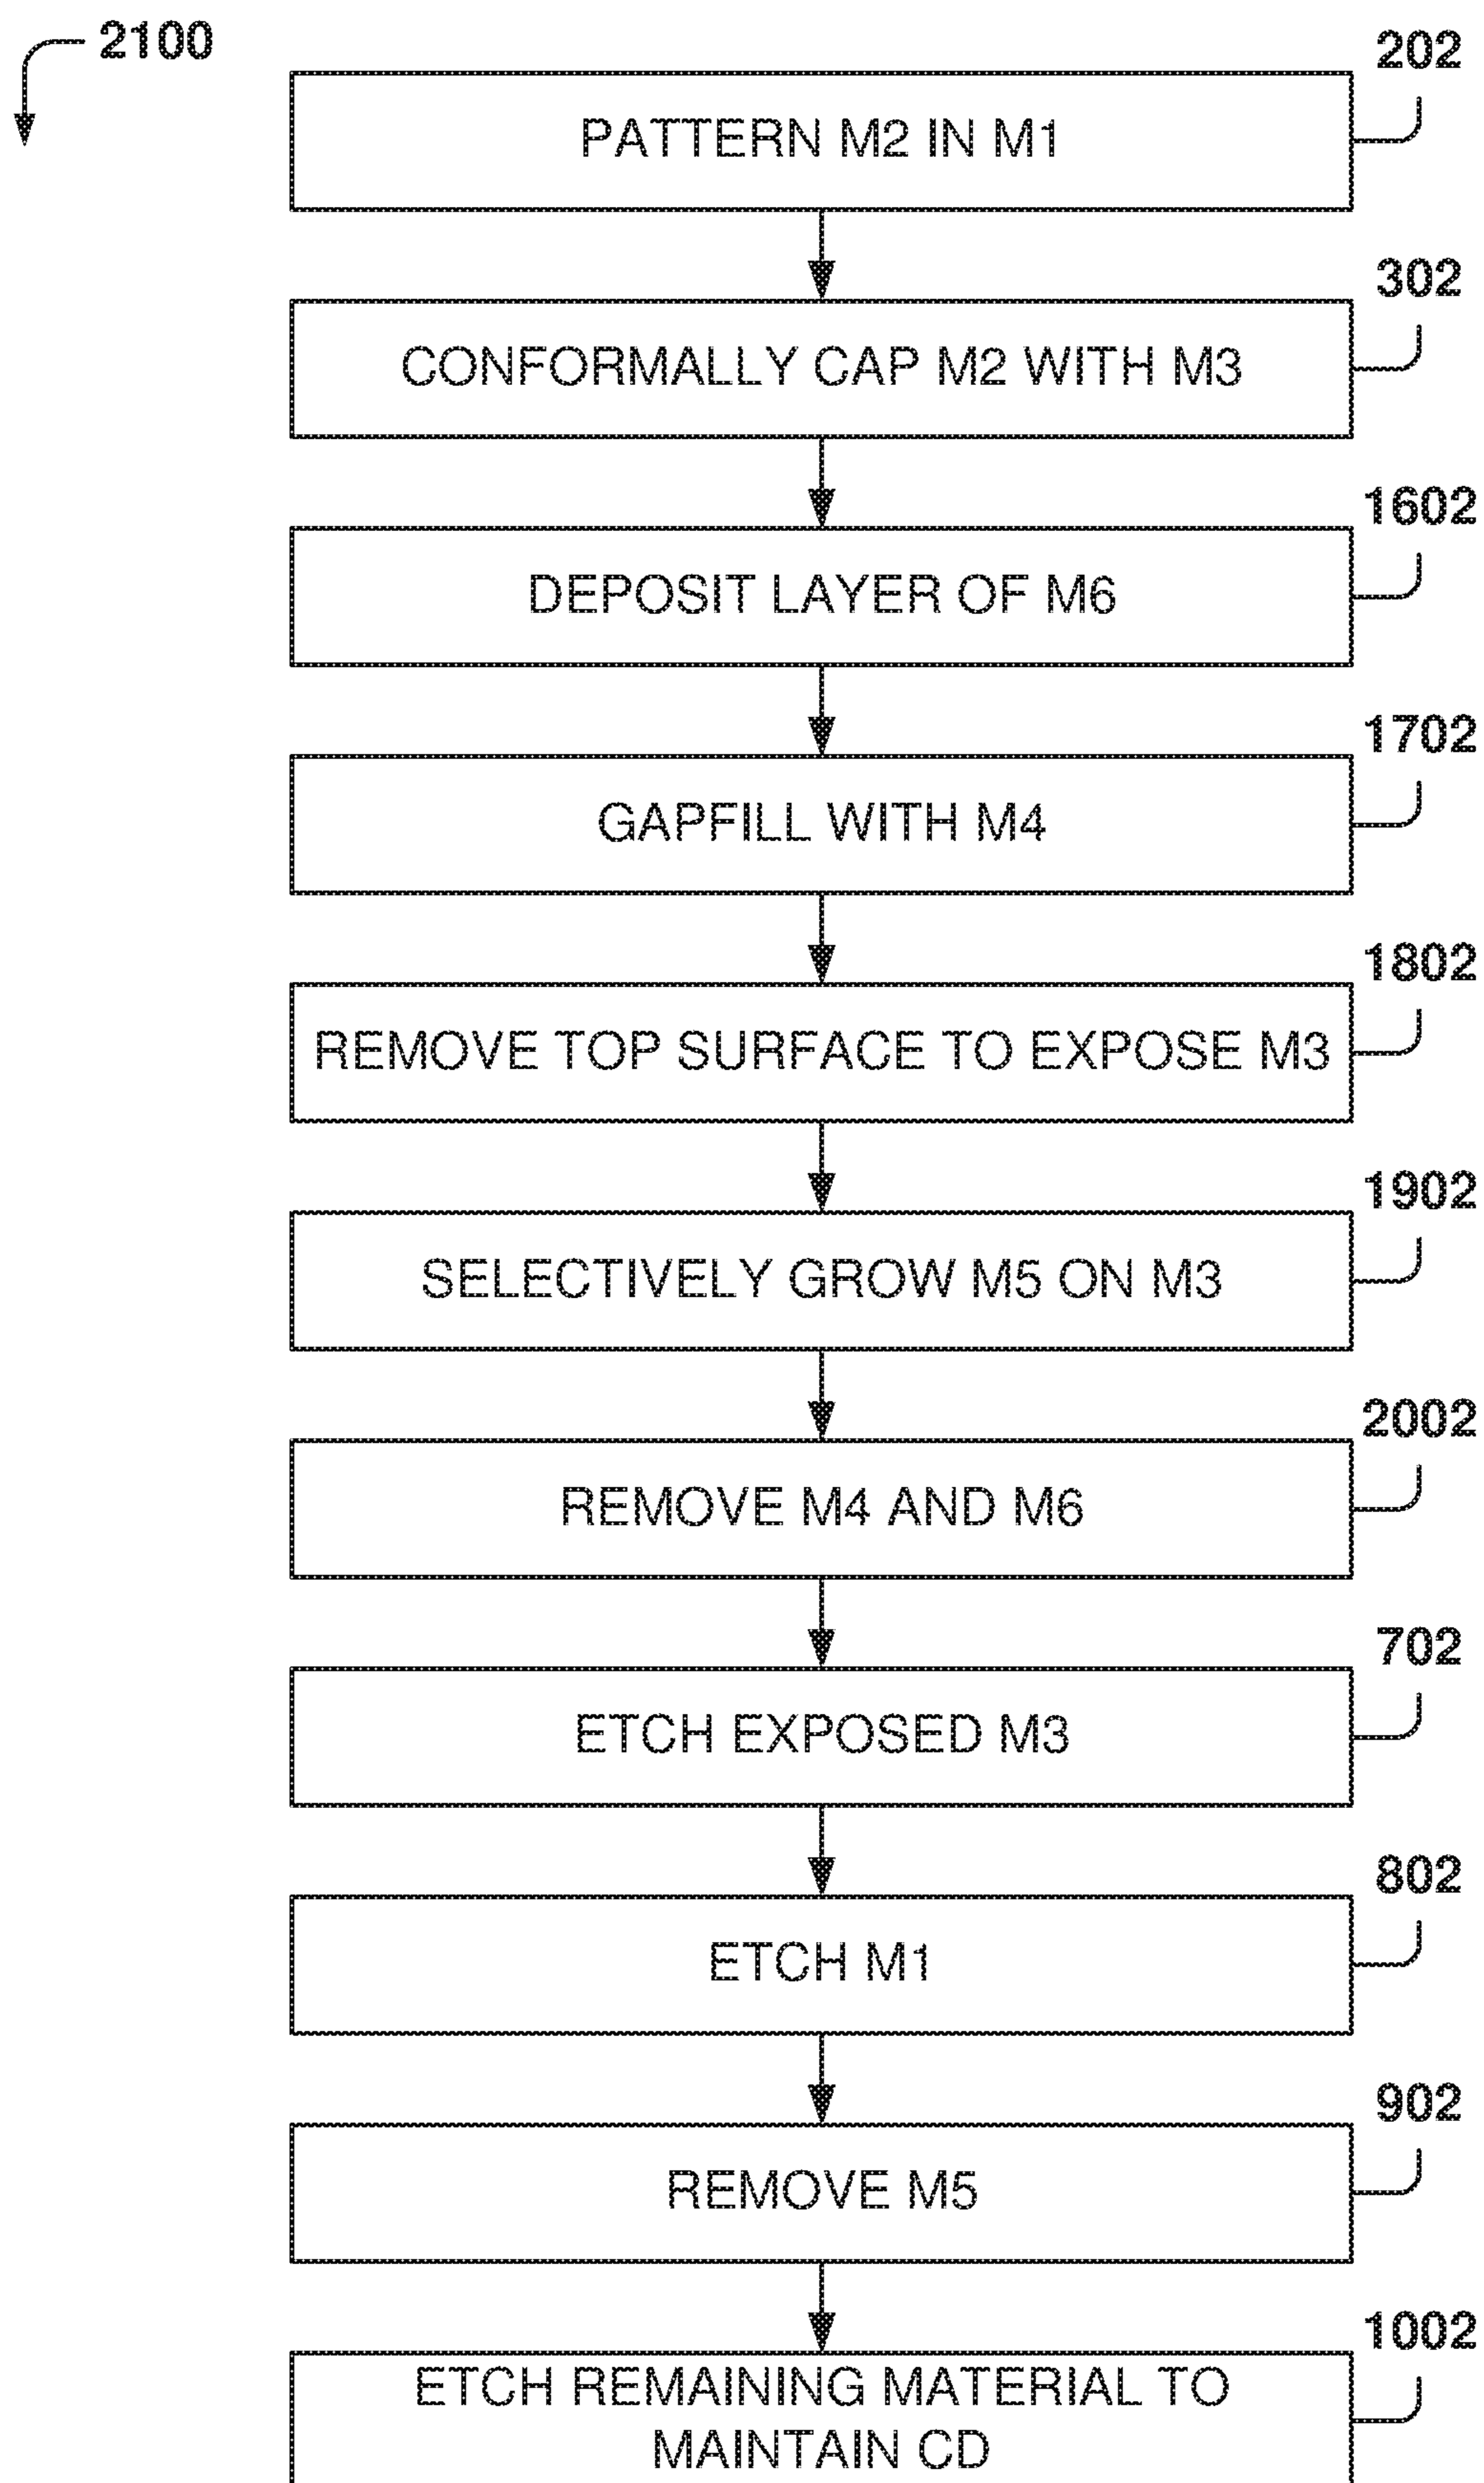 2100
202
PATTERN M2 IN M1
302
CONFORMALLY CAP M2 WITH M3
1602
DEPOSIT LAYER OF M6
1702
GAPFILL WITH M4
1802
REMOVE TOP SURFACE TO EXPOSE M3
1902
SELECTIVELY GROW M5 ON M3
2002
REMOVE M4 AND M6
702
ETCH EXPOSED M3
802
ETCH M1
902
REMOVE M5
1002
ETCH REMAINING MATERIAL TO
MAINTAIN CD